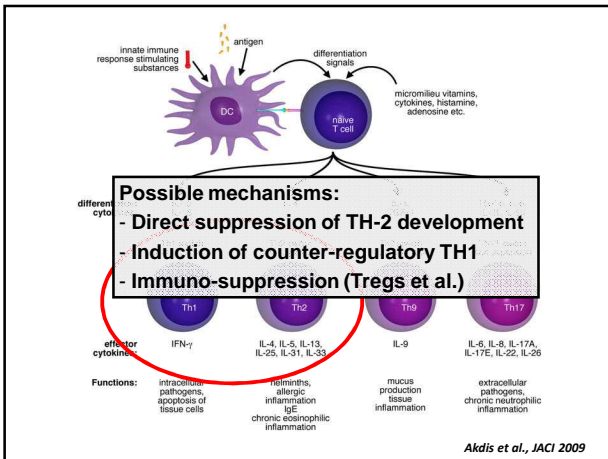 antigen
innate immune
response stimulating
substances
differentiation
signals
micromilieu vitamins,
cytokines, histamine,
adenosine etc.
DC
naive
T cell
Possible mechanisms:
- Direct suppression of TH-2 development
- Induction of counter-regulatory TH1
- Immuno-suppression (Tregs et al.)
Th1
Th2
Th9
Th17
effector
cytokines:
IFN-γ
IL-4, IL-5, IL-13,
IL-25, IL-31, IL-33
IL-9
IL-6, IL-8, IL-17A,
IL-17E, IL-22, IL-26
Functions:
intracellular
pathogens,
apoptosis of
tissue cells
helminths,
allergic
inflammation
IgE
chronic eosinophilic
inflammation
mucus
production
tissue
inflammation
extracellular
pathogens,
chronic neutrophilic
inflammation
Akdis et al., JACI 2009